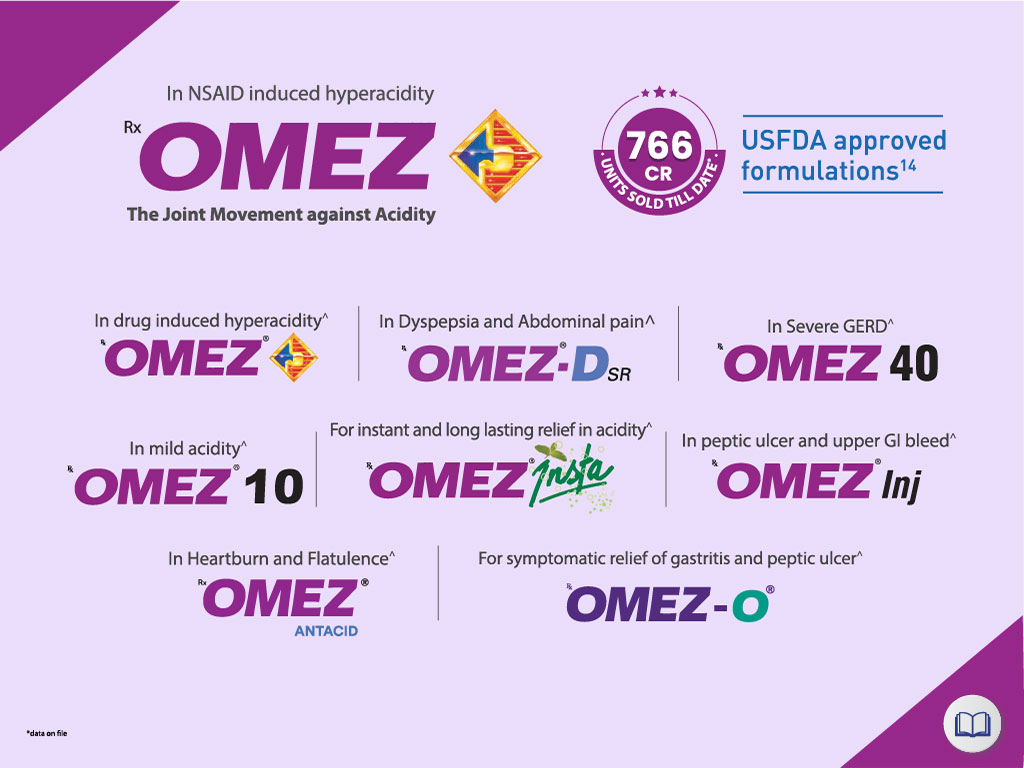 In NSAID induced hyperacidity
Rx OMEZ
The Joint Movement against Acidity
766
CR
UNITS SOLD TILL DATE*
USFDA approved
formulations14
In drug induced hyperacidity^
Rx OMEZ®
In Dyspepsia and Abdominal pain^
Rx OMEZ®-D SR
In Severe GERD^
Rx OMEZ 40
In mild acidity^
Rx OMEZ® 10
For instant and long lasting relief in acidity^
Rx OMEZ® insta
In peptic ulcer and upper GI bleed^
Rx OMEZ® Inj
In Heartburn and Flatulence^
Rx OMEZ®
ANTACID
For symptomatic relief of gastritis and peptic ulcer^
Rx OMEZ-O®
*data on file